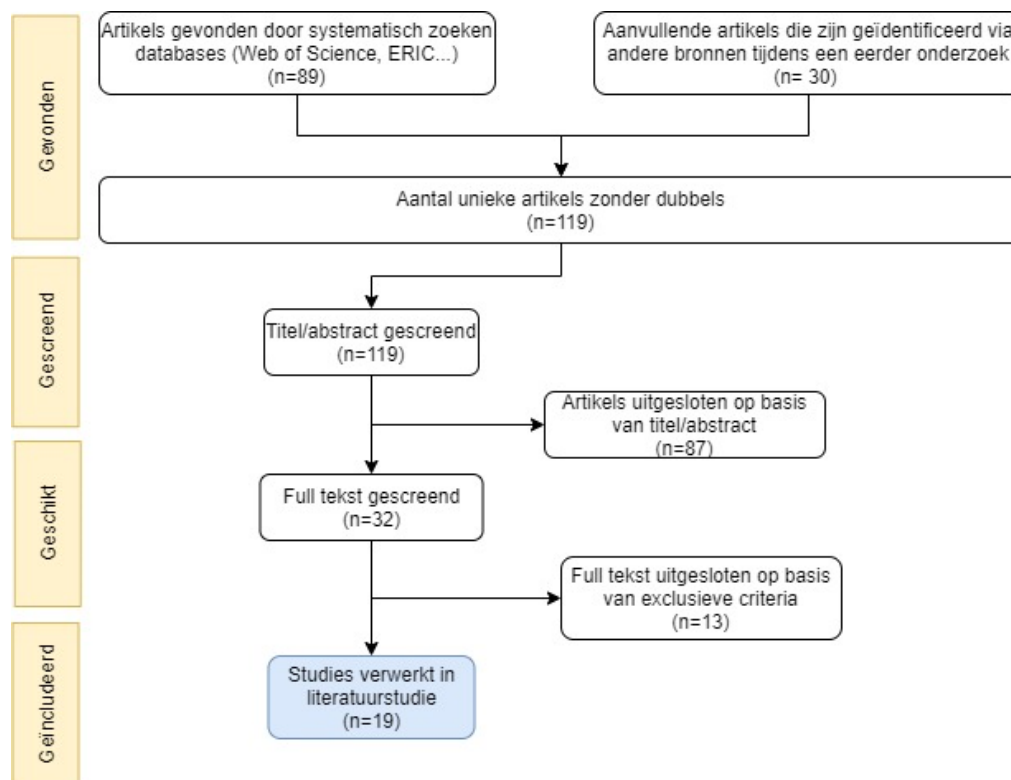 Gevonden
Artikels gevonden door systematisch zoeken
databases (Web of Science, ERIC...)
(n=89)
Aanvullende artikels die zijn geïdentificeerd via
andere bronnen tijdens een eerder onderzoek
(n= 30)
Aantal unieke artikels zonder dubbels
(n=119)
Gescreend
Titel/abstract gescreend
(n=119)
Artikels uitgesloten op basis
van titel/abstract
(n=87)
Geschikt
Full tekst gescreend
(n=32)
Full tekst uitgesloten op basis
van exclusieve criteria
(n=13)
Geïncludeerd
Studies verwerkt in
literatuurstudie
(n=19)